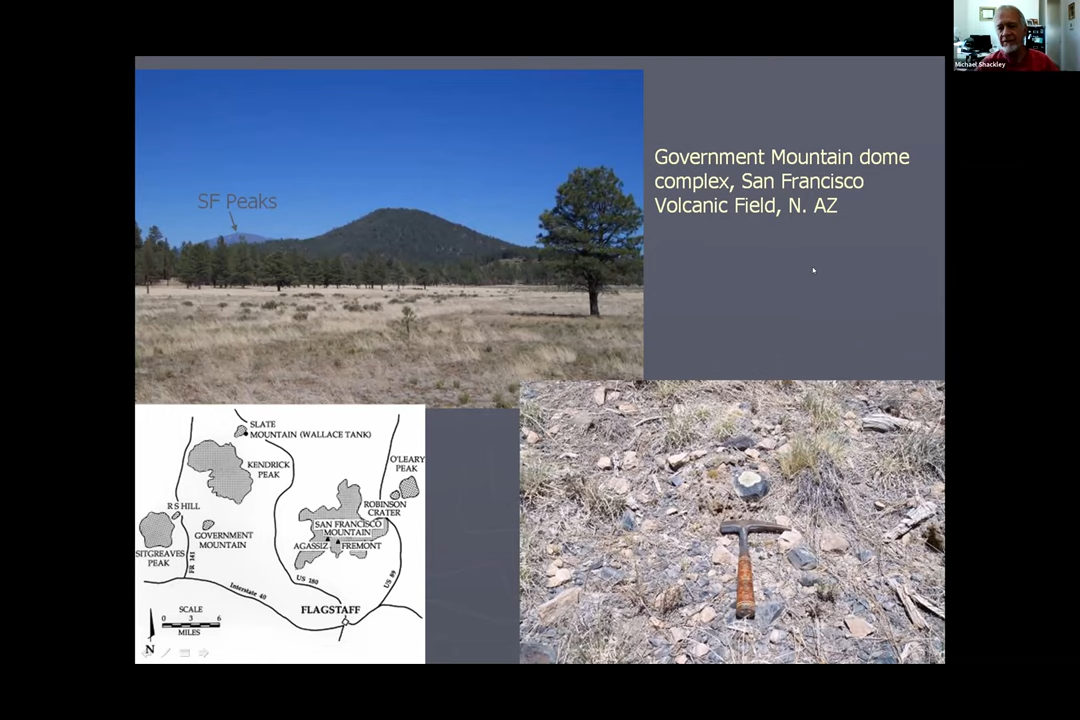 Michael Shackley
Government Mountain dome
complex, San Francisco
Volcanic Field, N. AZ
SF Peaks
SLATE
MOUNTAIN (WALLACE TANK)
KENDRICK
PEAK
O'LEARY
PEAK
R S HILL
ROBINSON
CRATER
GOVERNMENT
MOUNTAIN
SAN FRANCISCO
MOUNTAIN
AGASSIZ
FREMONT
SITGREAVES
PEAK
FR 141
US 180
US 89
Interstate 40
FLAGSTAFF
SCALE
0 3 6
MILES
N